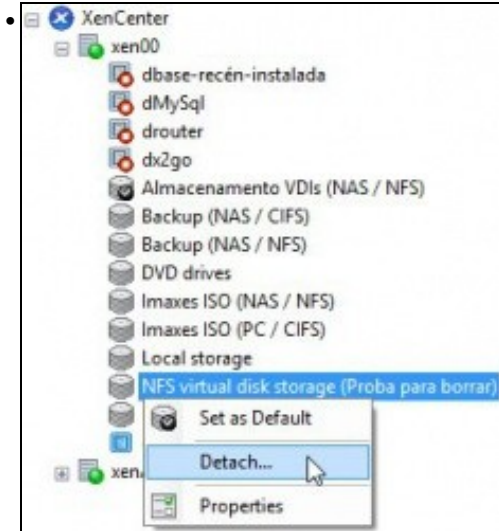 XenCenter
xen00
dbase-recén-instalada
dMySql
drouter
dx2go
Almacenamento VDIs (NAS / NFS)
Backup (NAS / CIFS)
Backup (NAS / NFS)
DVD drives
Imaxes ISO (NAS / NFS)
Imaxes ISO (PC / CIFS)
Local storage
NFS virtual disk storage (Proba para borrar)
Set as Default
Detach...
Properties